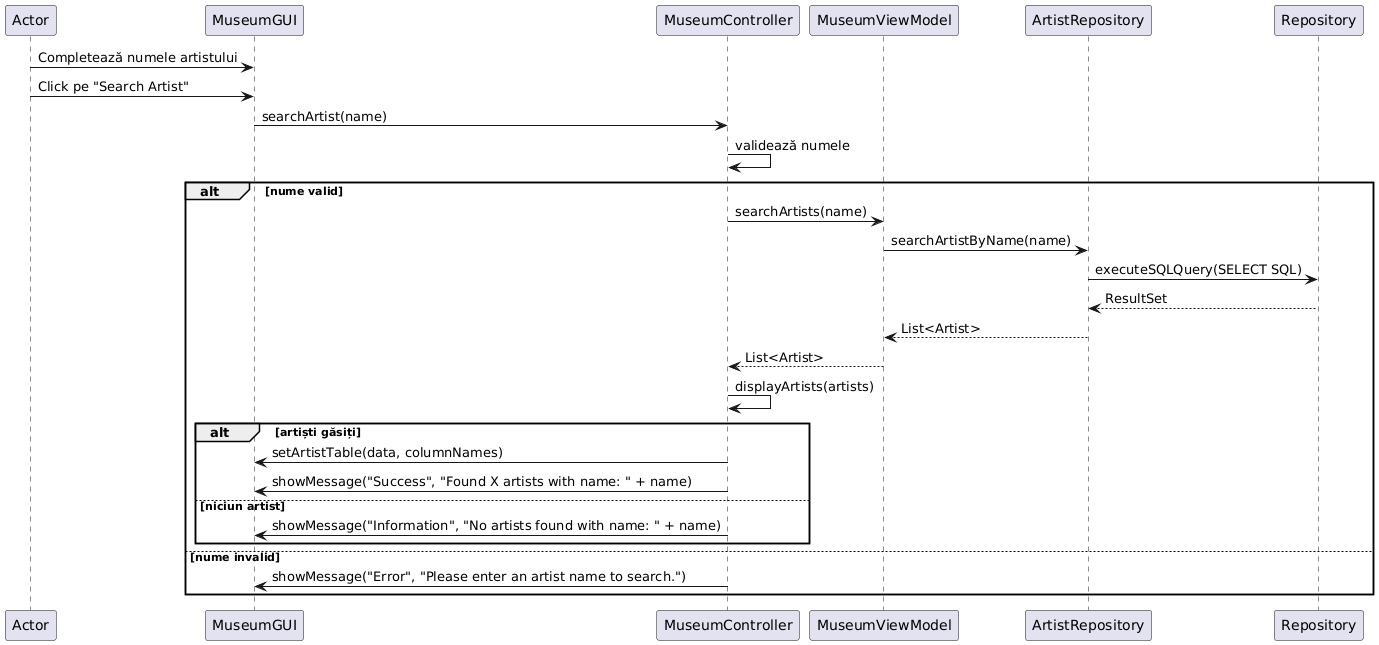 Actor MuseumGUI MuseumController MuseumViewModel ArtistRepository Repository
Completează numele artistului
Click pe "Search Artist"
searchArtist(name)
validează numele
alt [nume valid]
searchArtists(name)
searchArtistByName(name)
executeSQLQuery(SELECT SQL)
ResultSet
List<Artist>
List<Artist>
displayArtists(artists)
alt [artiști găsiți]
setArtistTable(data, columnNames)
showMessage("Success", "Found X artists with name: " + name)
[niciun artist]
showMessage("Information", "No artists found with name: " + name)
[nume invalid]
showMessage("Error", "Please enter an artist name to search.")
Actor MuseumGUI MuseumController MuseumViewModel ArtistRepository Repository